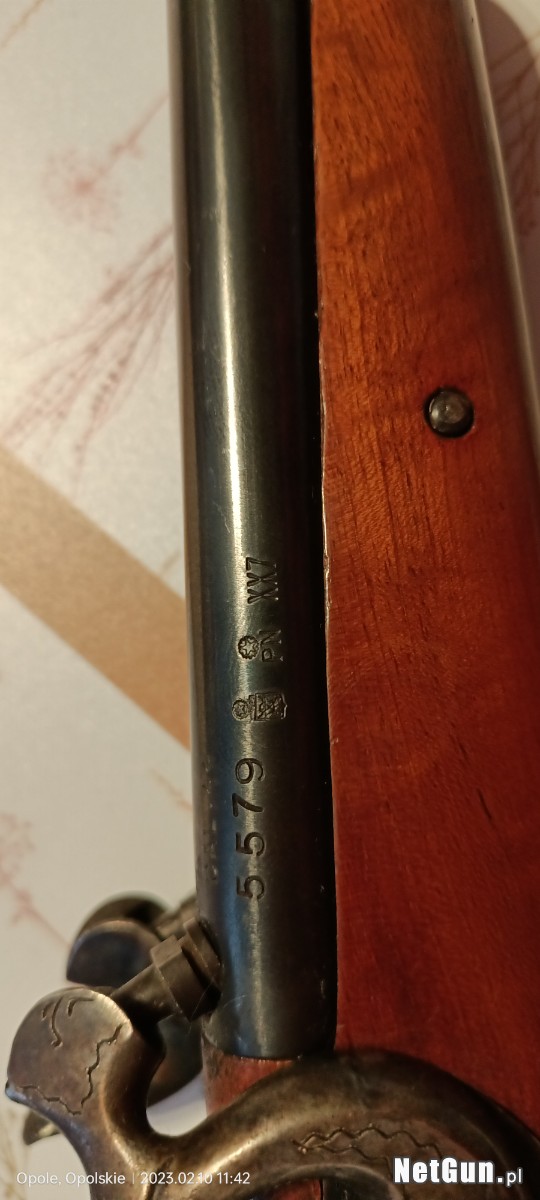 XX7
PN
5579
Opole, Opolskie | 2023.02.10 11:42
NetGun.pl